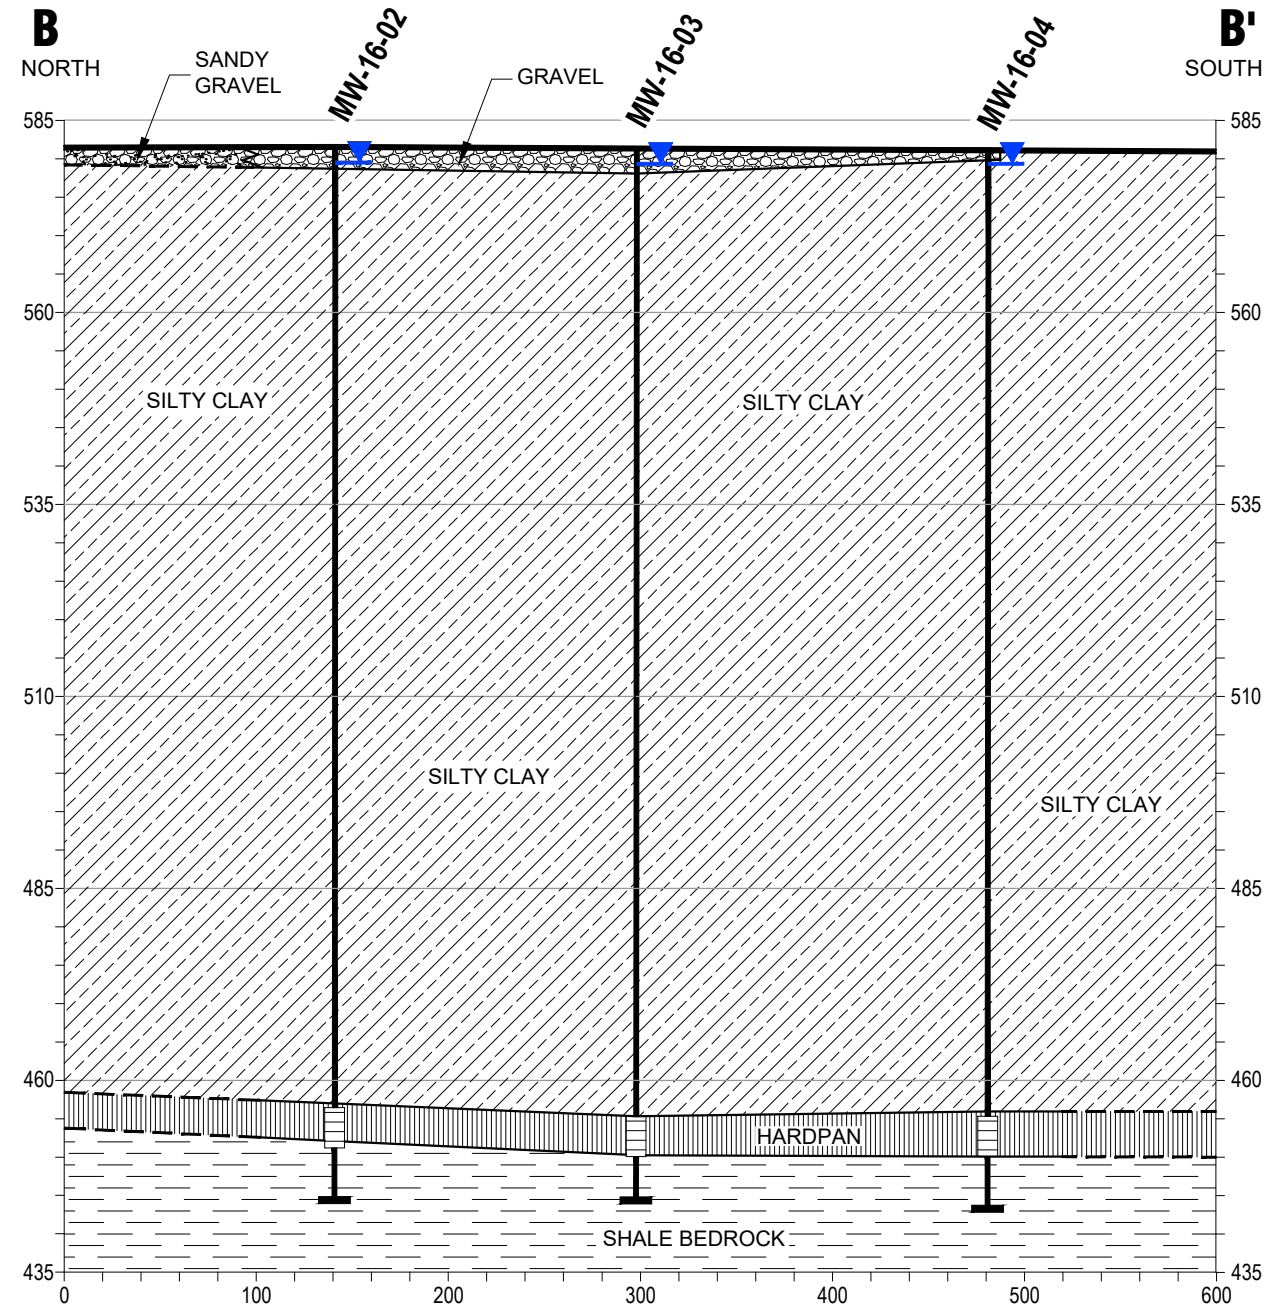 B
NORTH
SANDY
GRAVEL
MW-16-02
GRAVEL
MW-16-03
MW-16-04
B'
SOUTH
585
585
560
560
SILTY CLAY
SILTY CLAY
535
535
510
510
SILTY CLAY
SILTY CLAY
485
485
460
460
HARDPAN
SHALE BEDROCK
435
435
0
100
200
300
400
500
600